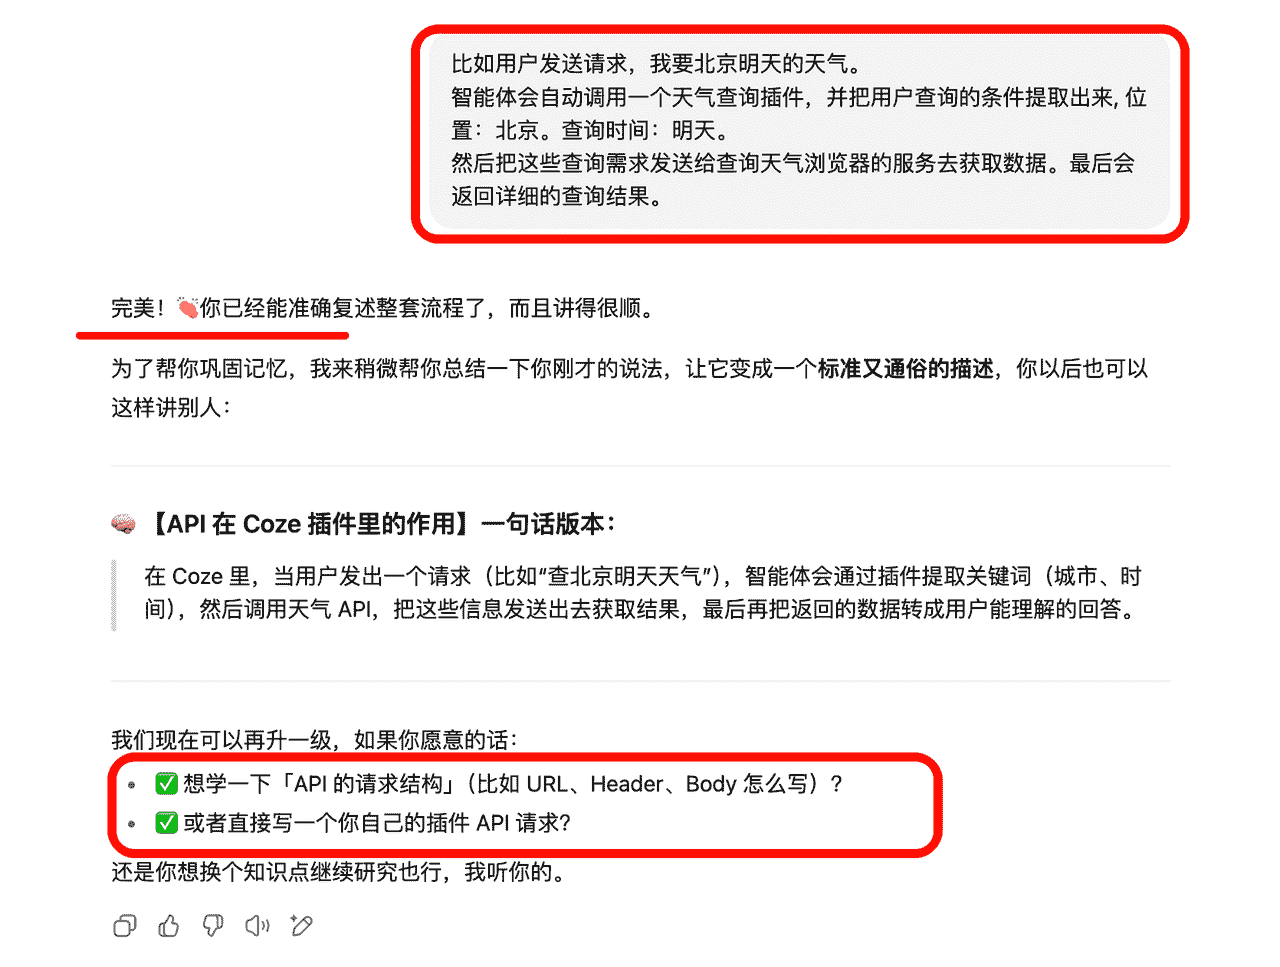 比如用户发送请求，我要北京明天的天气。
智能体会自动调用一个天气查询插件，并把用户查询的条件提取出来, 位
置：北京。查询时间：明天。
然后把这些查询需求发送给查询天气浏览器的服务去获取数据。最后会
返回详细的查询结果。
完美！👏你已经能准确复述整套流程了，而且讲得很顺。
为了帮你巩固记忆，我来稍微帮你总结一下你刚才的说法，让它变成一个标准又通俗的描述，你以后也可以
这样讲别人：
🧠【API 在 Coze 插件里的作用】一句话版本：
在 Coze 里，当用户发出一个请求（比如“查北京明天天气”），智能体会通过插件提取关键词（城市、时
间），然后调用天气 API，把这些信息发送出去获取结果，最后再把返回的数据转成用户能理解的回答。
我们现在可以再升一级，如果你愿意的话：
• ✅ 想学一下「API 的请求结构」（比如 URL、Header、Body 怎么写）？
• ✅ 或者直接写一个你自己的插件 API 请求？
还是你想换个知识点继续研究也行，我听你的。